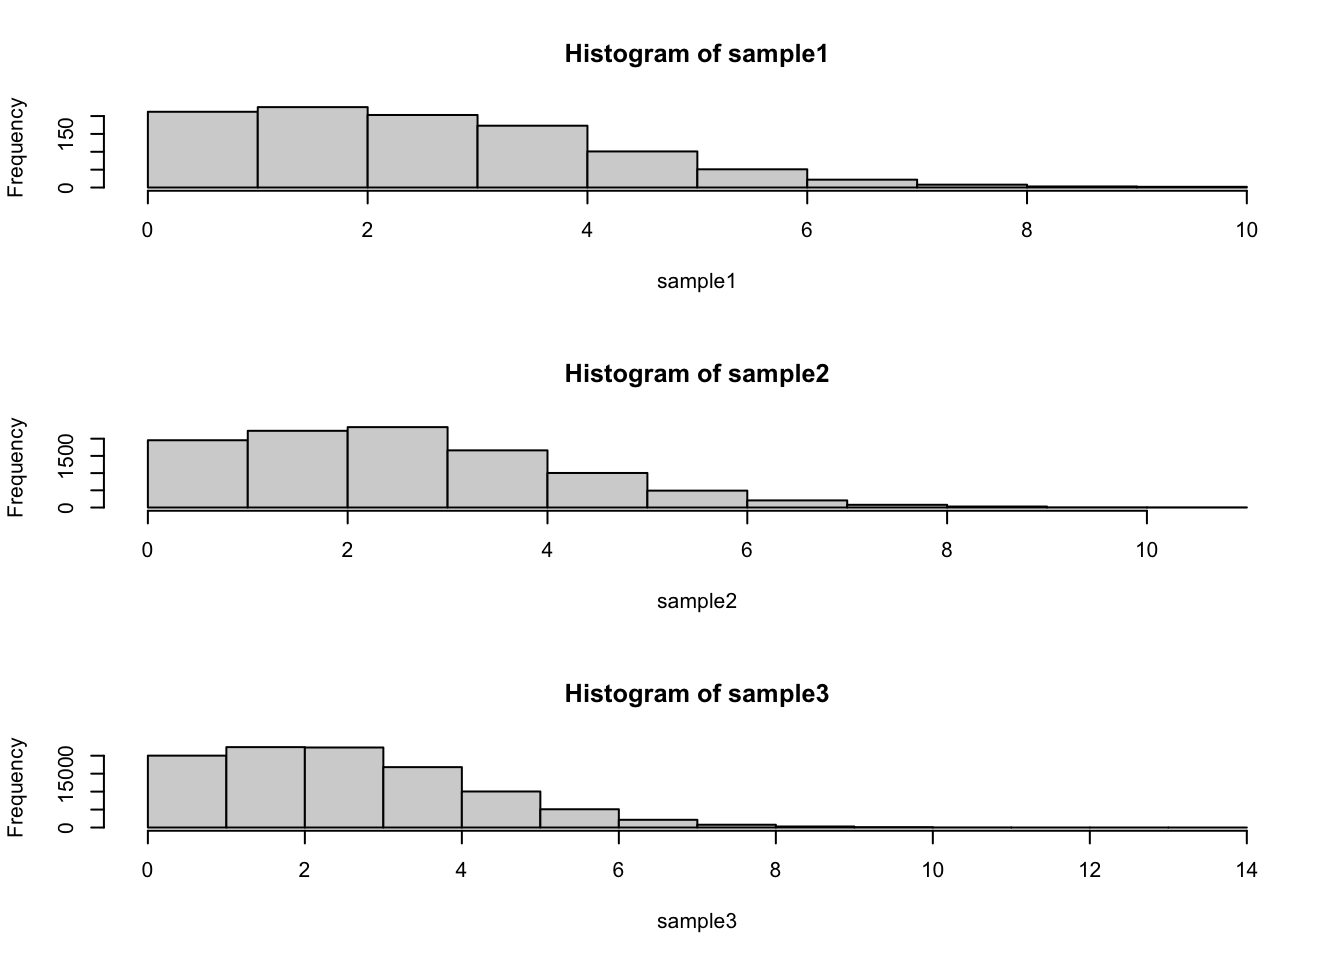 Histogram of sample1
Frequency
150
0
0 2 4 6 8 10
sample1
Histogram of sample2
Frequency
1500
0
0 2 4 6 8 10
sample2
Histogram of sample3
Frequency
15000
0
0 2 4 6 8 10 12 14
sample3